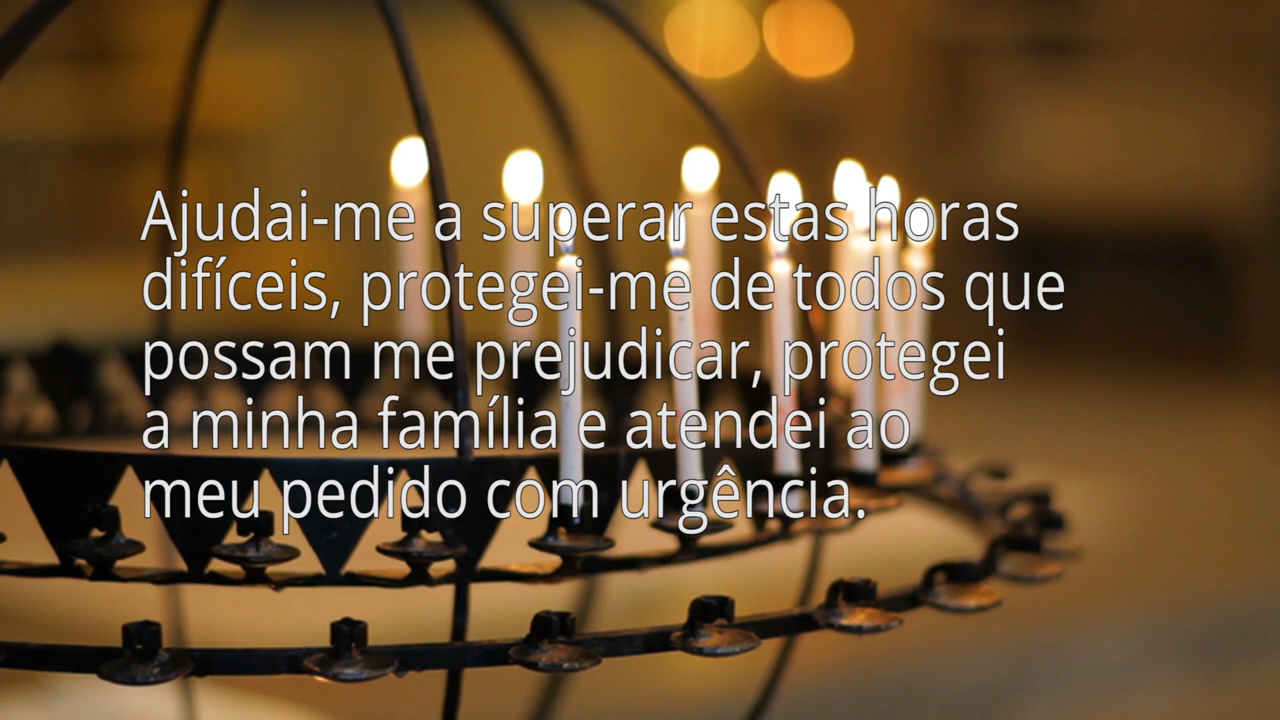 Ajudai-me a superar estas horas
difíceis, protegei-me de todos que
possam me prejudicar, protegei
a minha família e atendei ao
meu pedido com urgência.